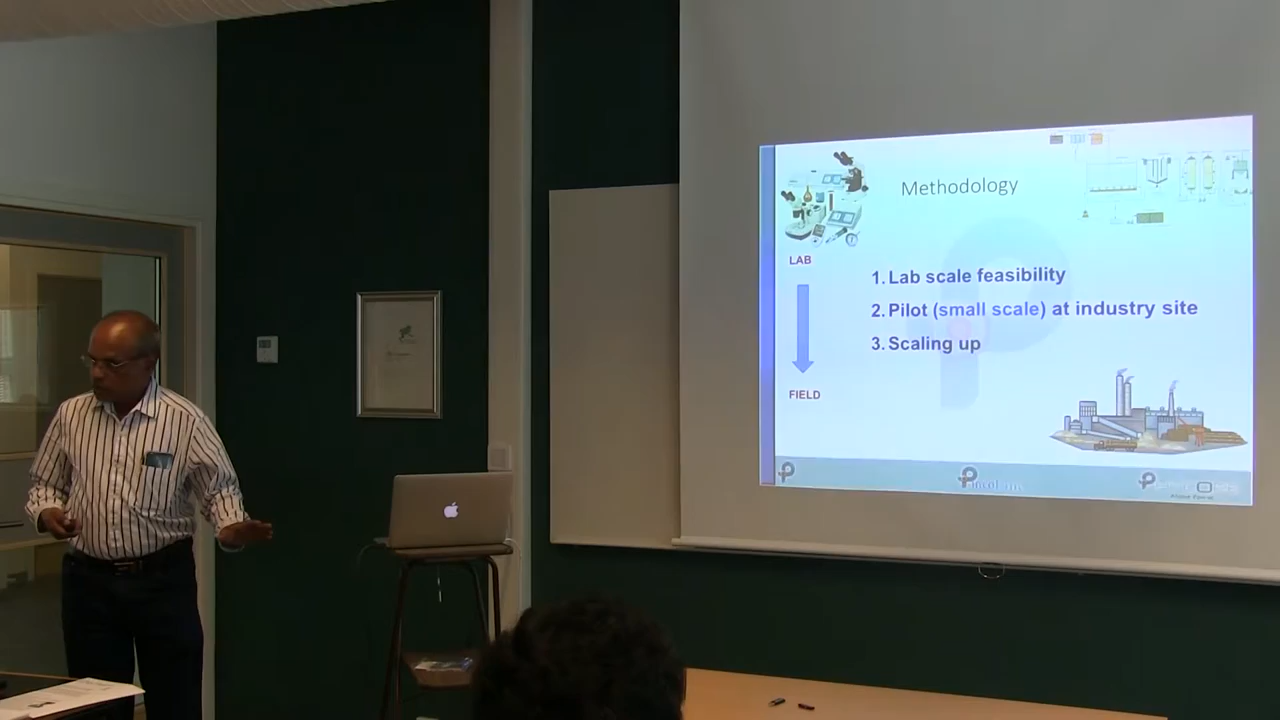 Methodology
LAB
1. Lab scale feasibility
2. Pilot (small scale) at industry site
3. Scaling up
FIELD